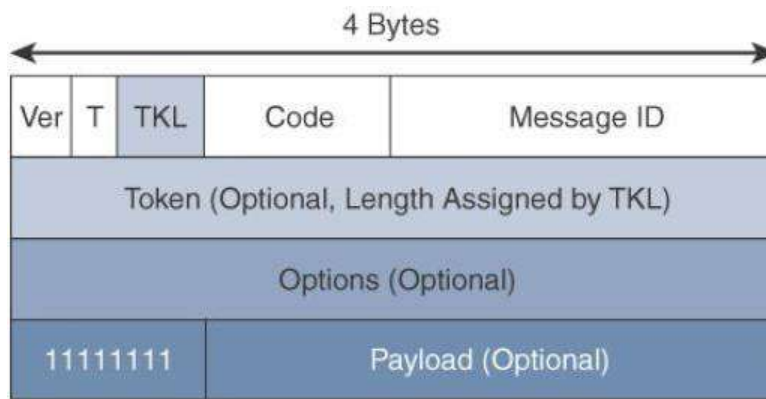 4 Bytes
Ver T TKL Code Message ID
Token (Optional, Length Assigned by TKL)
Options (Optional)
11111111 Payload (Optional)